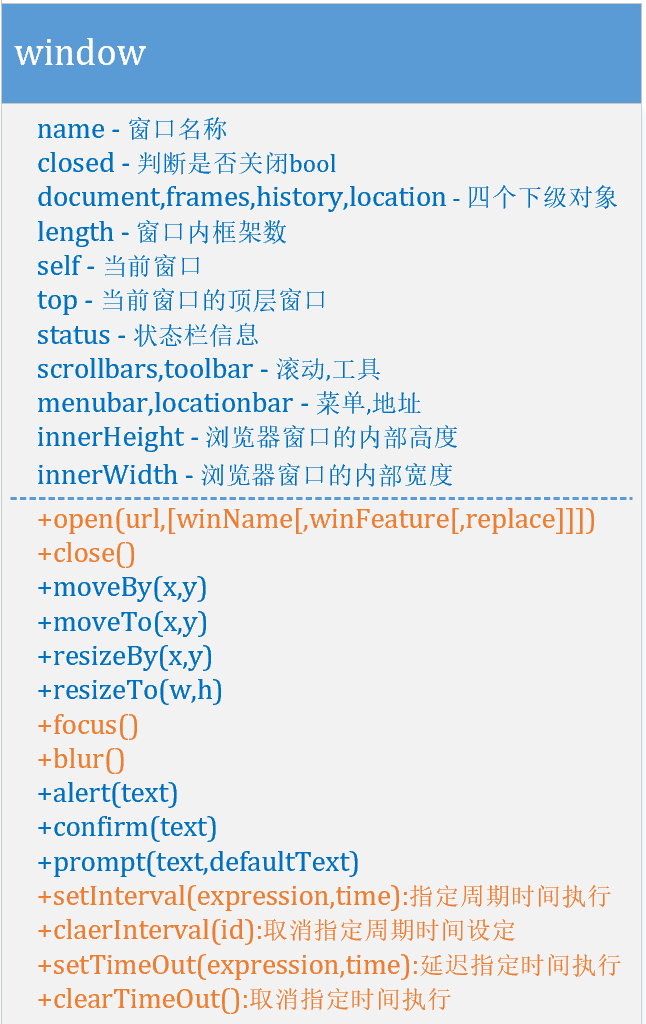 window
name - 窗口名称
closed - 判断是否关闭bool
document,frames,history,location - 四个下级对象
length - 窗口内框架数
self - 当前窗口
top - 当前窗口的顶层窗口
status - 状态栏信息
scrollbars,toolbar - 滚动,工具
menubar,locationbar - 菜单,地址
innerHeight - 浏览器窗口的内部高度
innerWidth - 浏览器窗口的内部宽度
+open(url,[winName[,winFeature[,replace]]])
+close()
+moveBy(x,y)
+moveTo(x,y)
+resizeBy(x,y)
+resizeTo(w,h)
+focus()
+blur()
+alert(text)
+confirm(text)
+prompt(text,defaultText)
+setInterval(expression,time):指定周期时间执行
+claerInterval(id):取消指定周期时间设定
+setTimeOut(expression,time):延迟指定时间执行
+clearTimeOut():取消指定时间执行